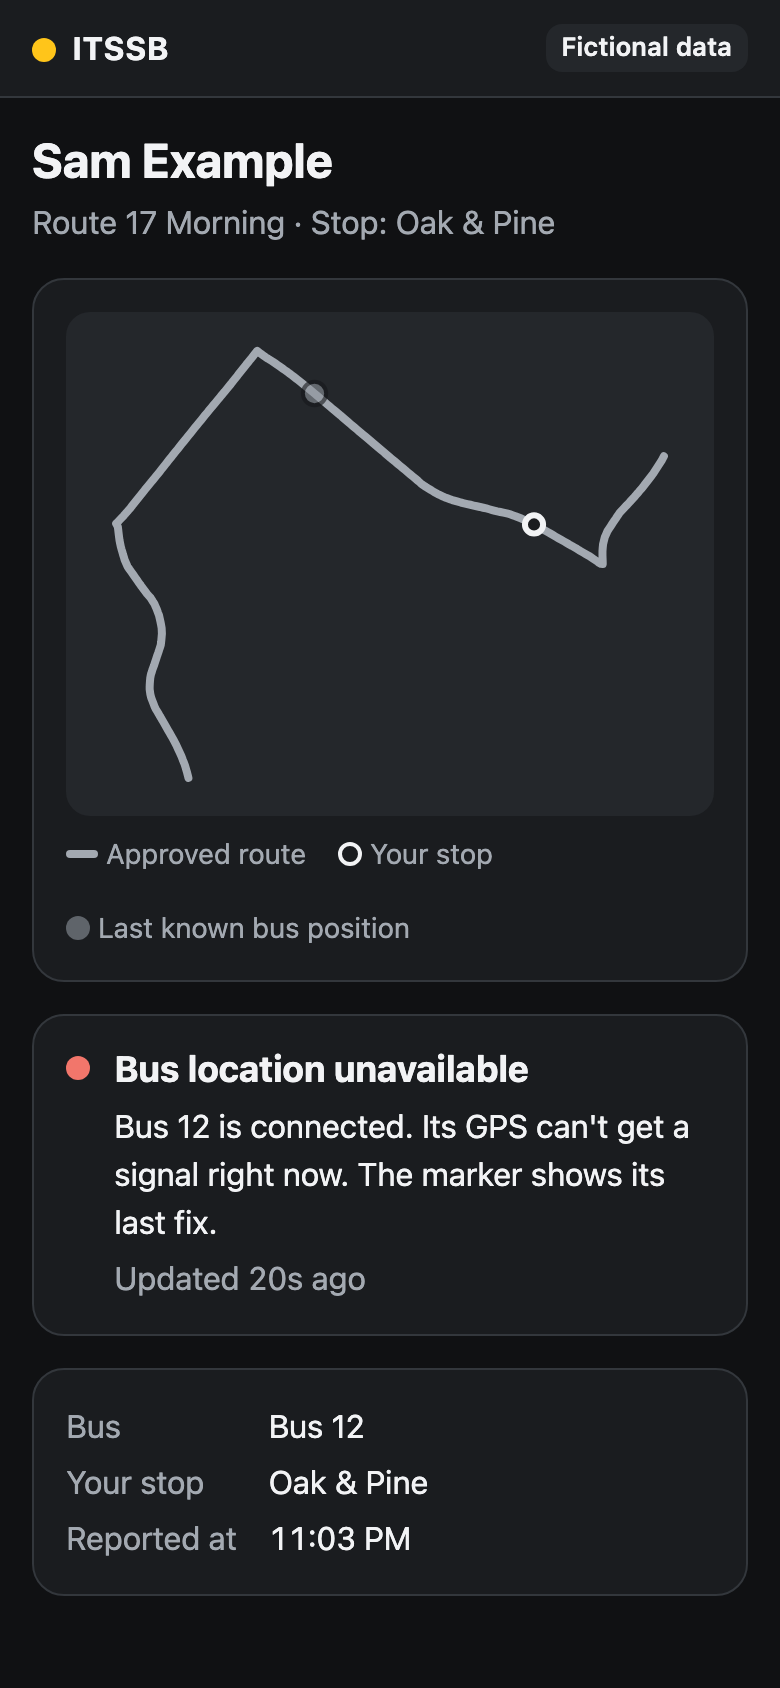 ITSSB
Fictional data
Sam Example
Route 17 Morning · Stop: Oak & Pine
Approved route
Your stop
Last known bus position
Bus location unavailable
Bus 12 is connected. Its GPS can't get a
signal right now. The marker shows its
last fix.
Updated 20s ago
Bus Bus 12
Your stop Oak & Pine
Reported at 11:03 PM